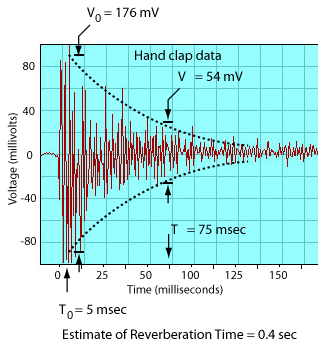 V0 = 176 mV
Hand clap data
V = 54 mV
80
40
0
-40
-80
Voltage (millivolts)
T = 75 msec
0 25 50 100 125 150
Time (milliseconds)
T0 = 5 msec
Estimate of Reverberation Time = 0.4 sec